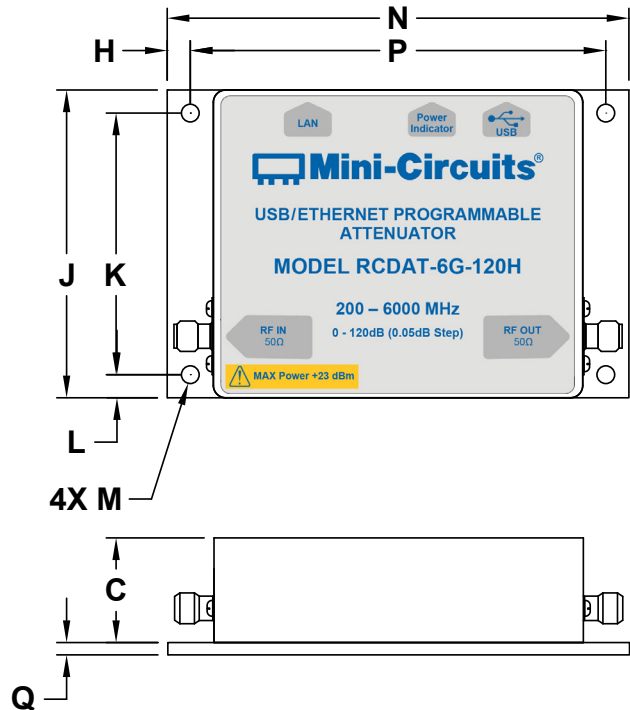 N
H
P
LAN
Power
Indicator
USB
Mini-Circuits®
USB/ETHERNET PROGRAMMABLE
ATTENUATOR
MODEL RCDAT-6G-120H
J
K
200 – 6000 MHz
RF IN
50Ω
0 - 120dB (0.05dB Step)
RF OUT
50Ω
MAX Power +23 dBm
L
4X M
C
Q